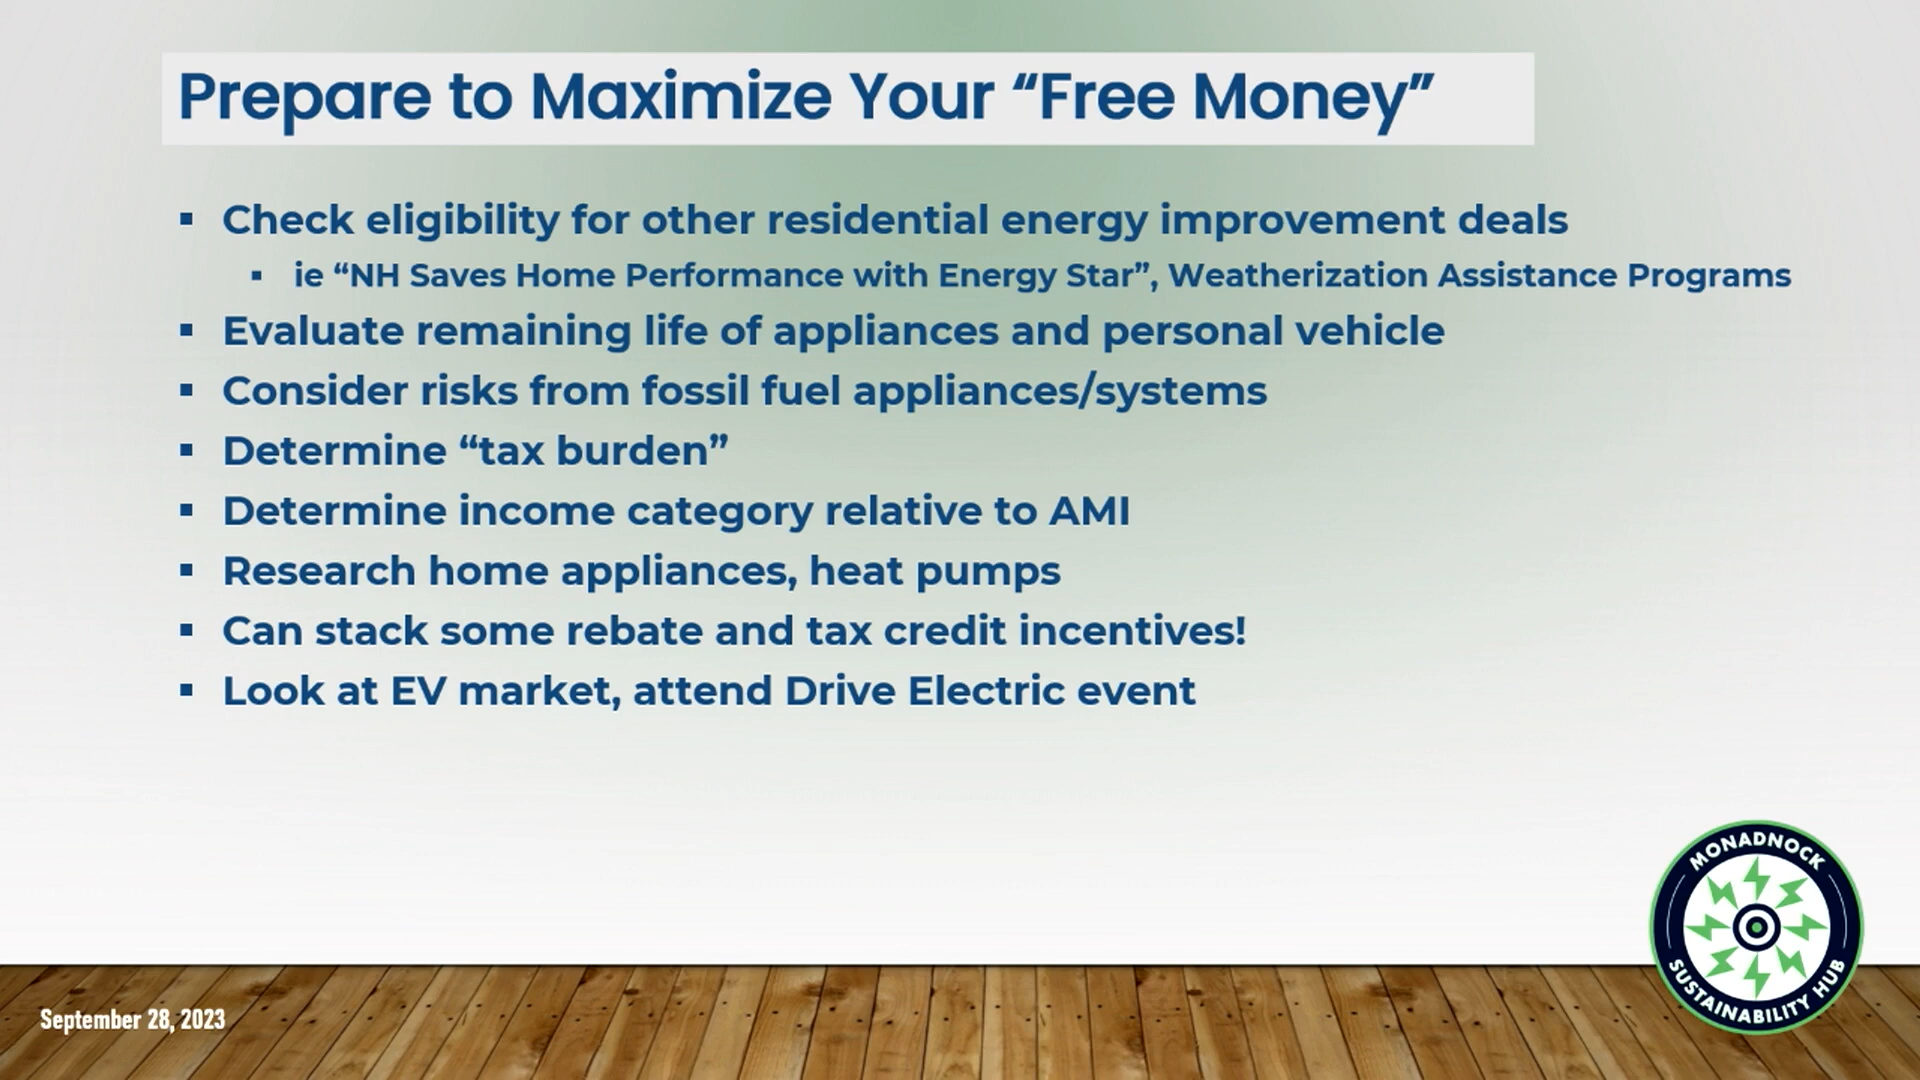 Prepare to Maximize Your “Free Money”
Check eligibility for other residential energy improvement deals
ie “NH Saves Home Performance with Energy Star”, Weatherization Assistance Programs
Evaluate remaining life of appliances and personal vehicle
Consider risks from fossil fuel appliances/systems
Determine “tax burden”
Determine income category relative to AMI
Research home appliances, heat pumps
Can stack some rebate and tax credit incentives!
Look at EV market, attend Drive Electric event
MONADNOCK
SUSTAINABILITY HUB
September 28, 2023